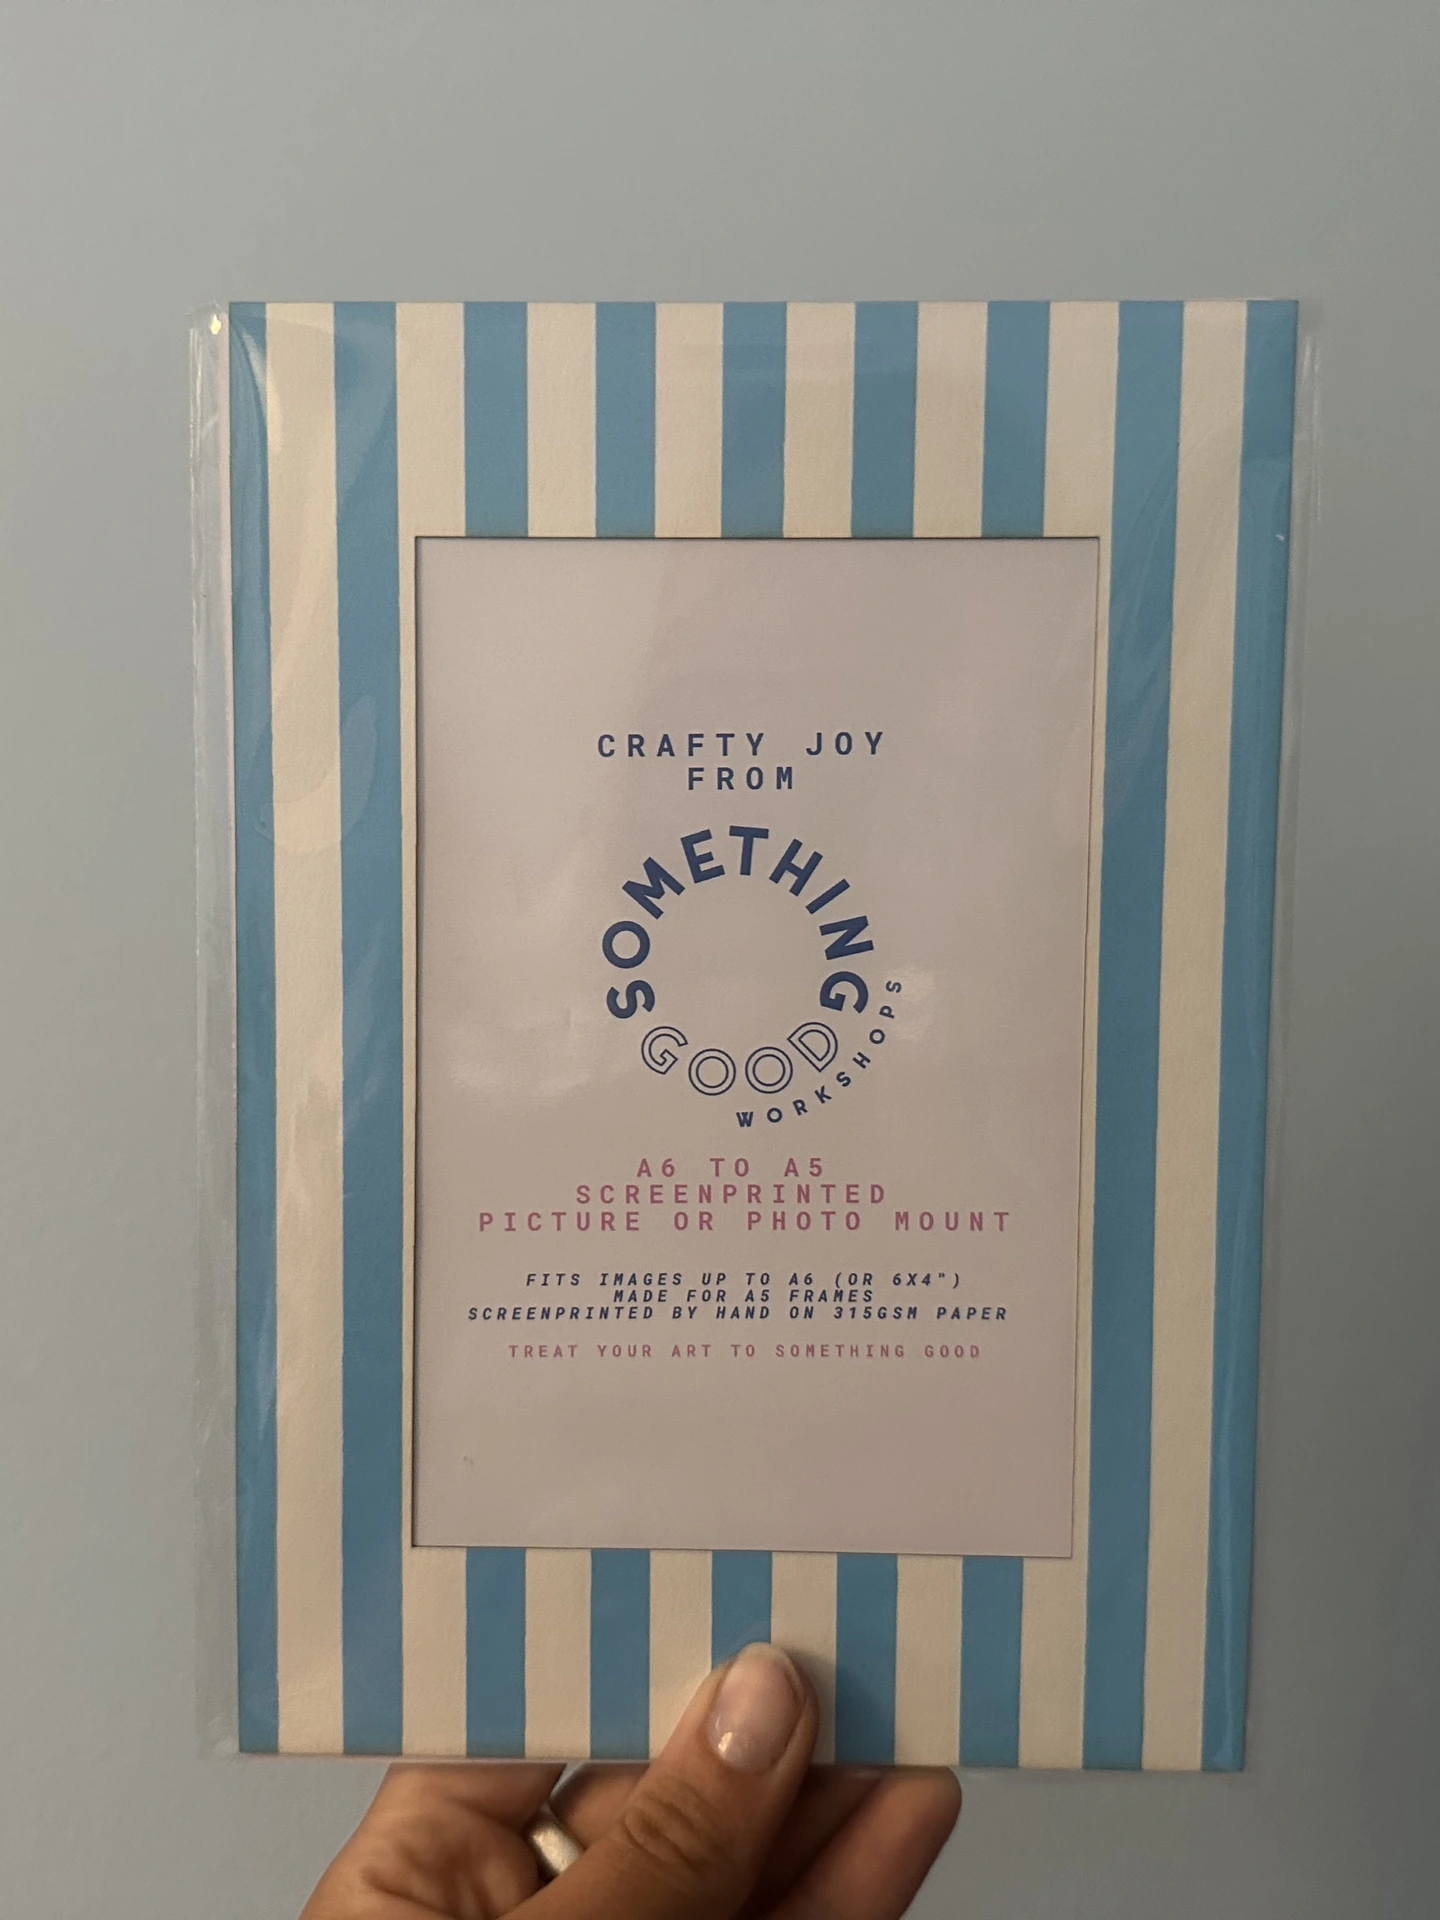 CRAFTY JOY
FROM
SOMETHING
GOOD
WORKSHOPS
A6 TO A5
SCREENPRINTED
PICTURE OR PHOTO MOUNT
FITS IMAGES UP TO A6 (OR 6X4")
MADE FOR A5 FRAMES
SCREENPRINTED BY HAND ON 315GSM PAPER
TREAT YOUR ART TO SOMETHING GOOD